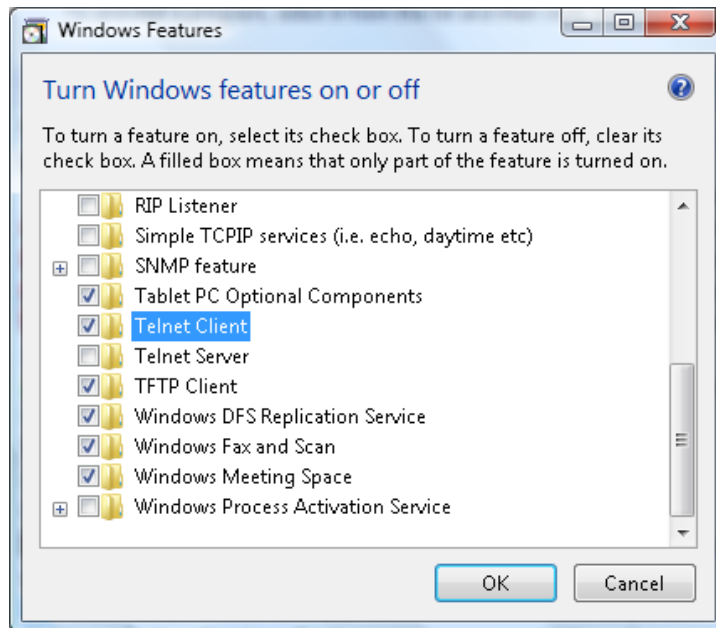 Windows Features
Turn Windows features on or off
To turn a feature on, select its check box. To turn a feature off, clear its
check box. A filled box means that only part of the feature is turned on.
RIP Listener
Simple TCPIP services (i.e. echo, daytime etc)
SNMP feature
Tablet PC Optional Components
Telnet Client
Telnet Server
TFTP Client
Windows DFS Replication Service
Windows Fax and Scan
Windows Meeting Space
Windows Process Activation Service
OK
Cancel